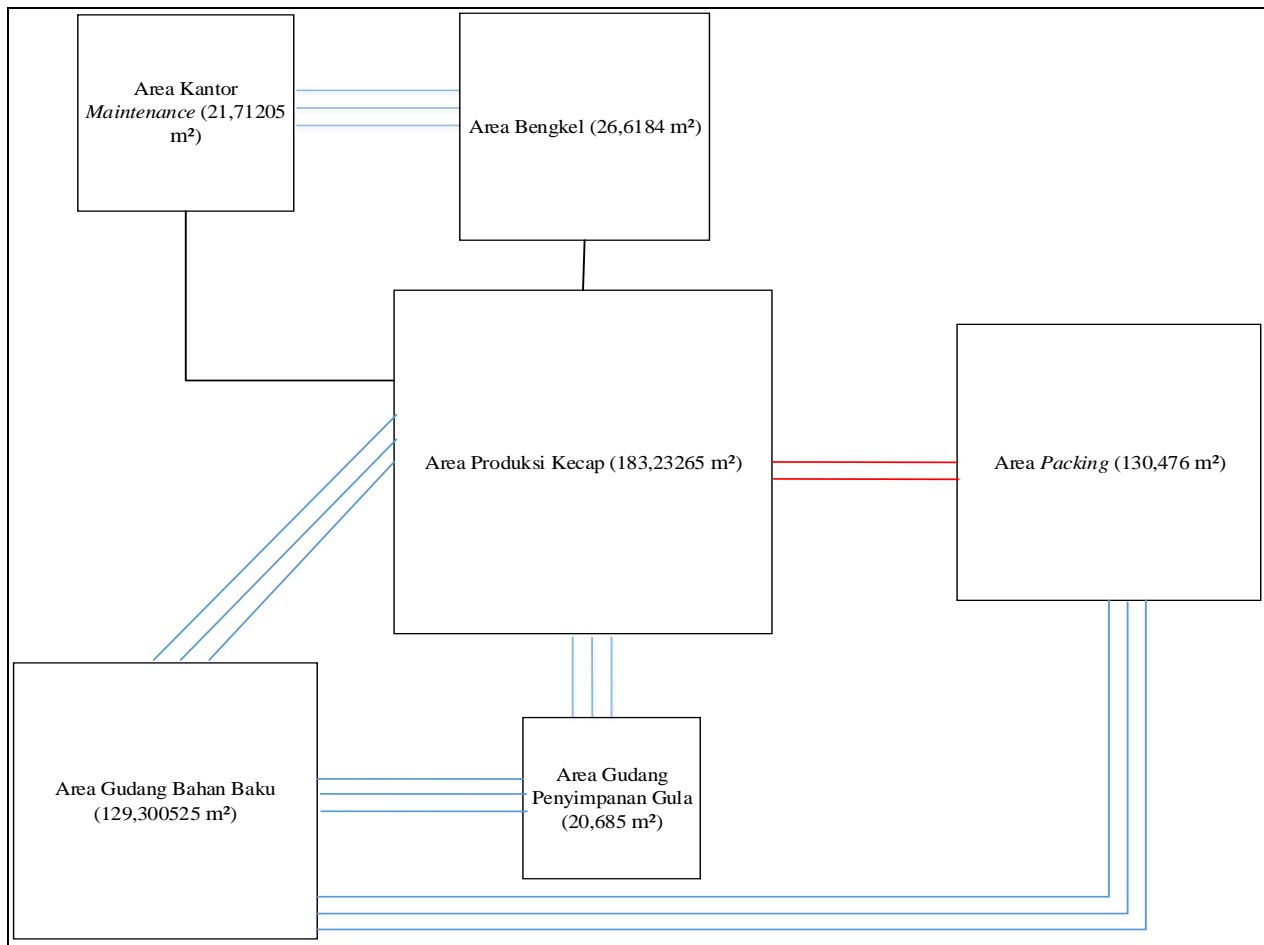 Area Kantor
Maintenance (21,71205
m²)
Area Bengkel (26,6184 m²)
Area Produksi Kecap (183,23265 m²)
Area Packing (130,476 m²)
Area Gudang Bahan Baku
(129,300525 m²)
Area Gudang
Penyimpanan Gula
(20,685 m²)